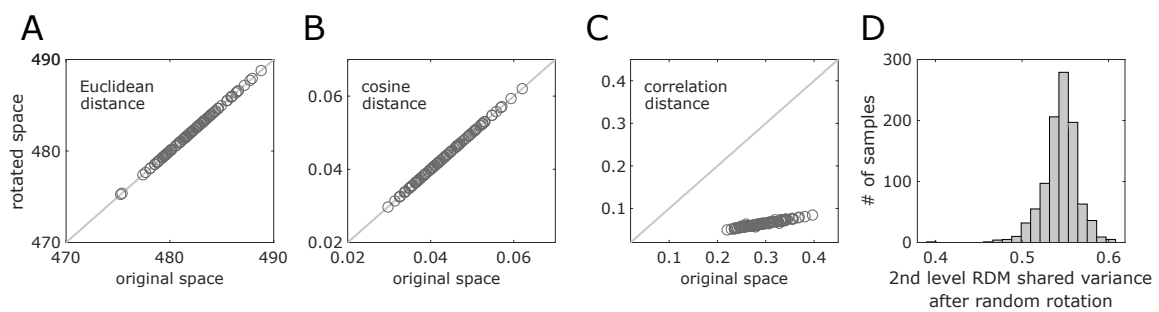 A
B
C
D
Euclidean
distance
rotated space
490
480
470
470
480
490
original space
cosine
distance
0.06
0.04
0.02
0.02
0.04
0.06
original space
correlation
distance
0.4
0.3
0.2
0.1
0.1
0.2
0.3
0.4
original space
# of samples
300
200
100
0
0.4
0.5
0.6
2nd level RDM shared variance
after random rotation